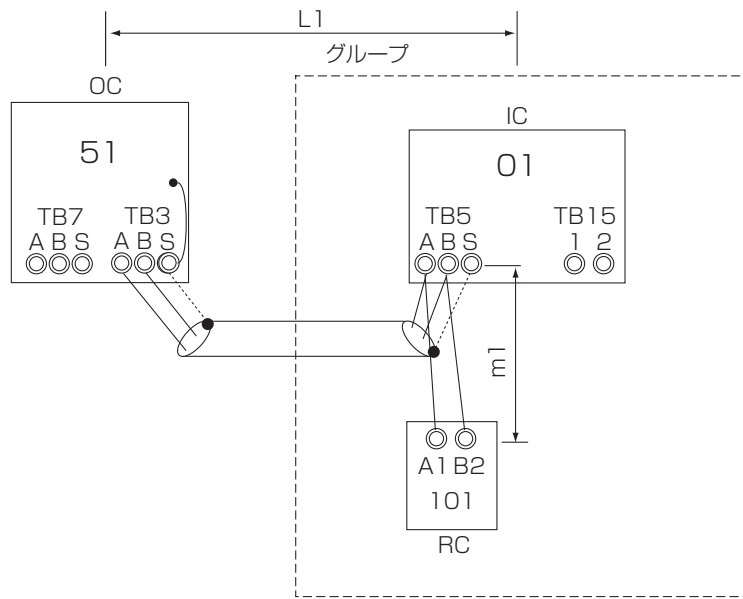 L1
グループ
OC
IC
51
01
TB7 TB3
A B S A B S
TB5 TB15
A B S 1 2
m1
A1 B2
101
RC